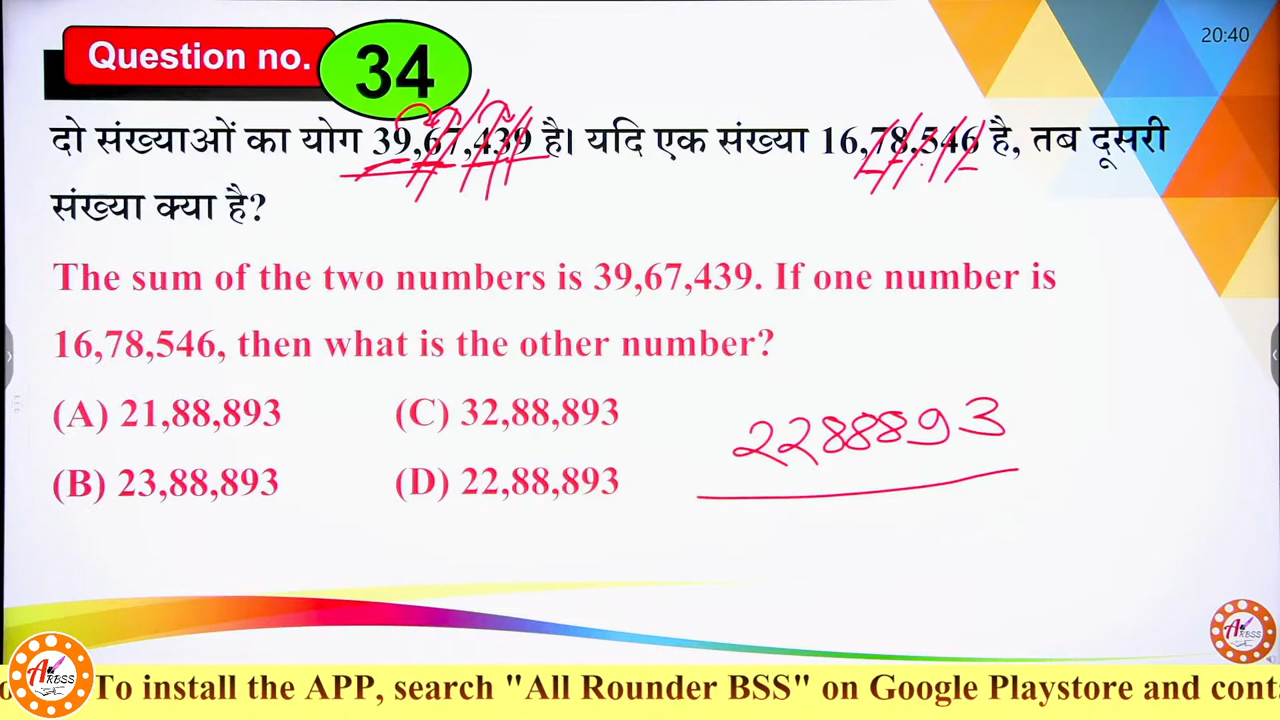 20:40
Question no. 34
दो संख्याओं का योग 39,67,439 है। यदि एक संख्या 16,78,546 है, तब दूसरी
संख्या क्या है?
The sum of the two numbers is 39,67,439. If one number is
16,78,546, then what is the other number?
(A) 21,88,893
(C) 32,88,893
(B) 23,88,893
(D) 22,88,893
2288893
To install the APP, search "All Rounder BSS" on Google Playstore and cont